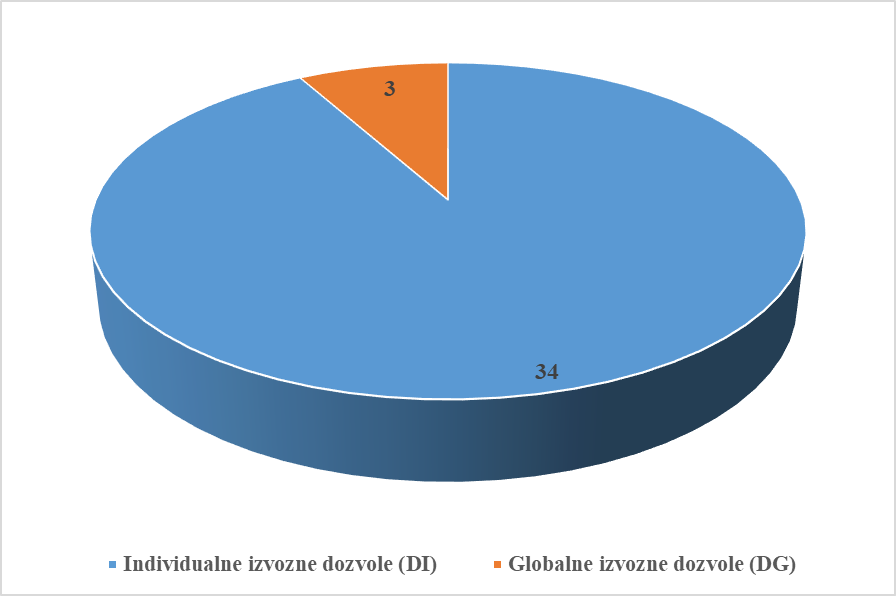 3
34
Individualne izvozne dozvole (DI)
Globalne izvozne dozvole (DG)